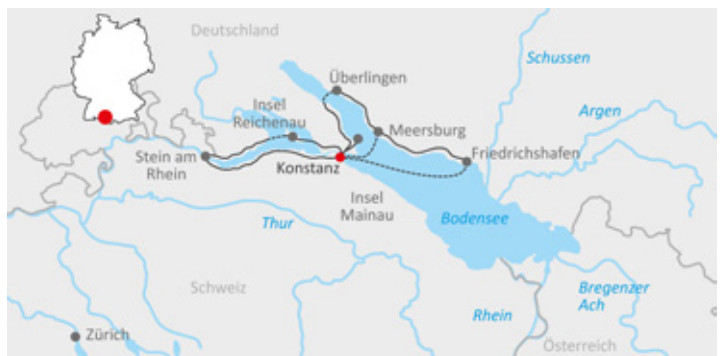 Deutschland
Schussen
Überlingen
Argen
Insel
Reichenau
Meersburg
Stein am
Rhein
Konstanz
Friedrichshafen
Insel
Mainau
Bodensee
Thur
Schweiz
Rhein
Bregenzer
Ach
Zürich
Österreich